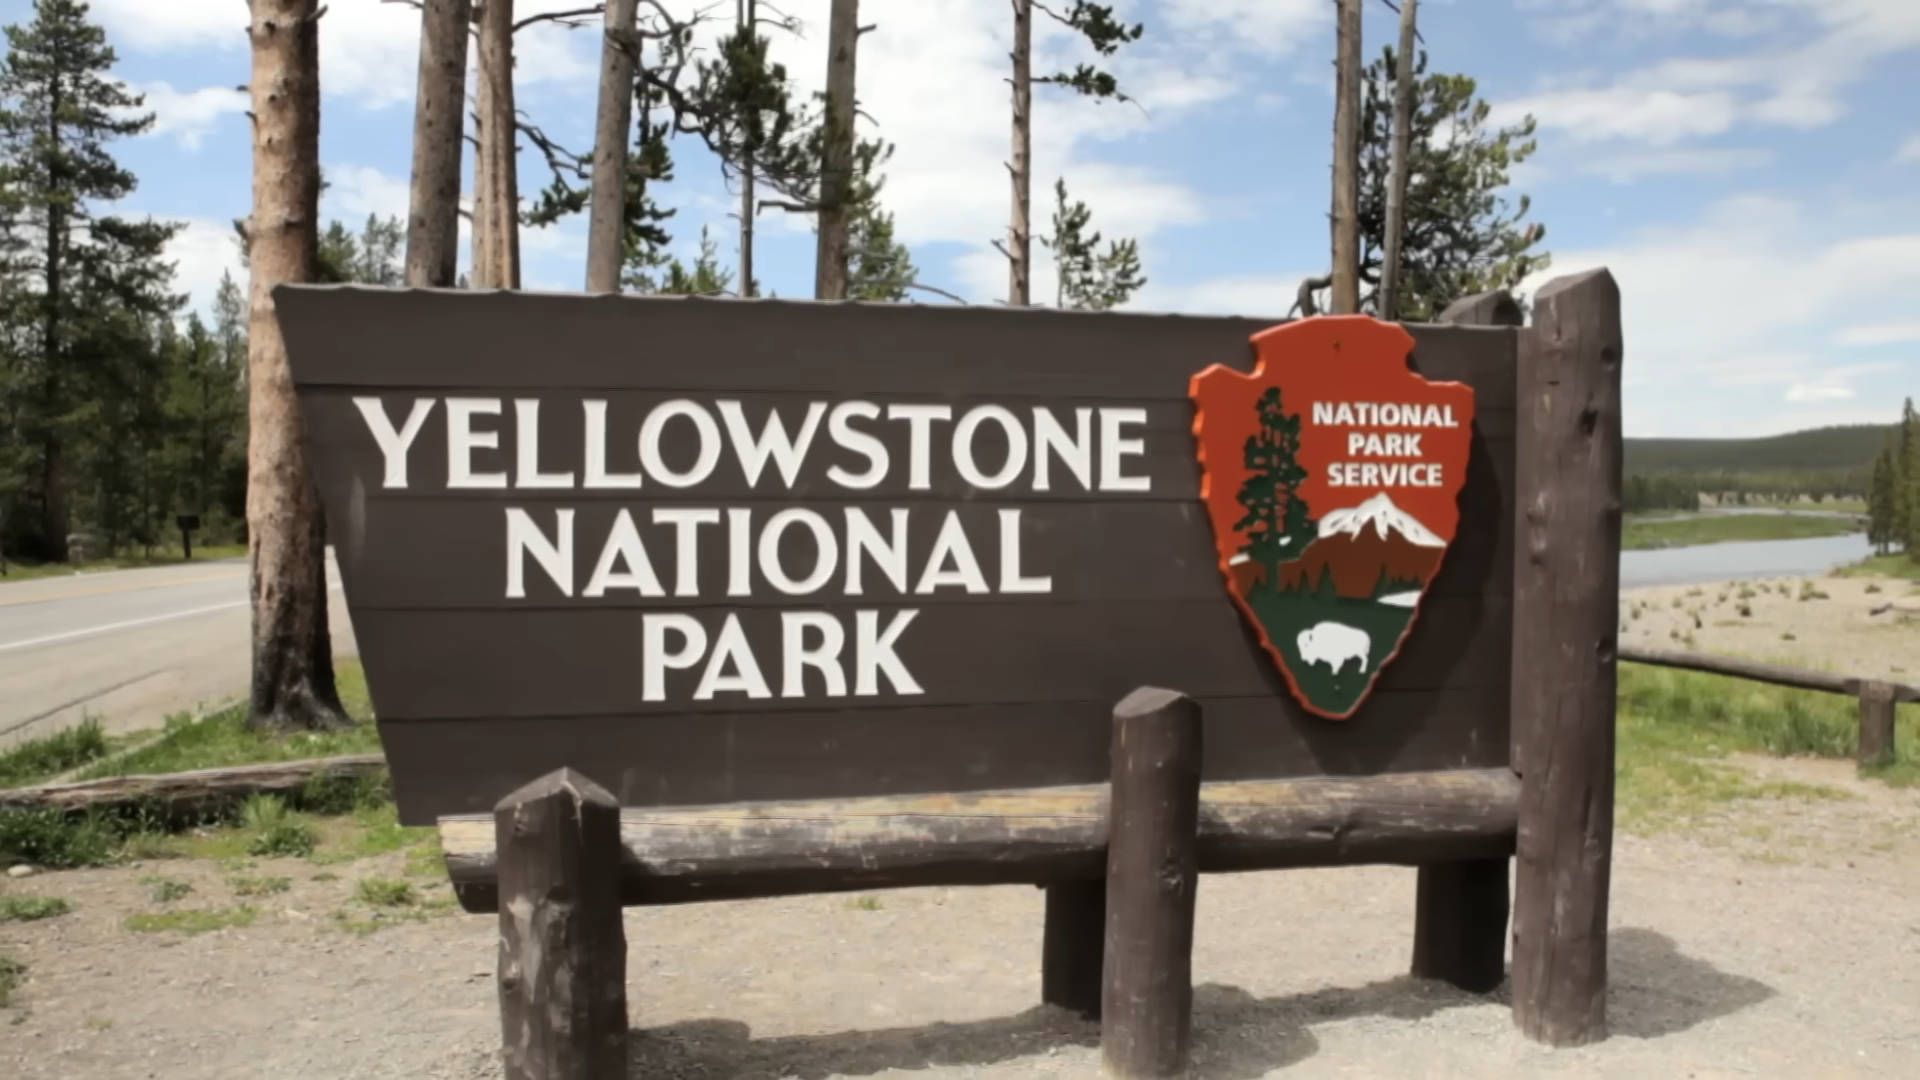 YELLOWSTONE
NATIONAL
PARK
NATIONAL
PARK
SERVICE